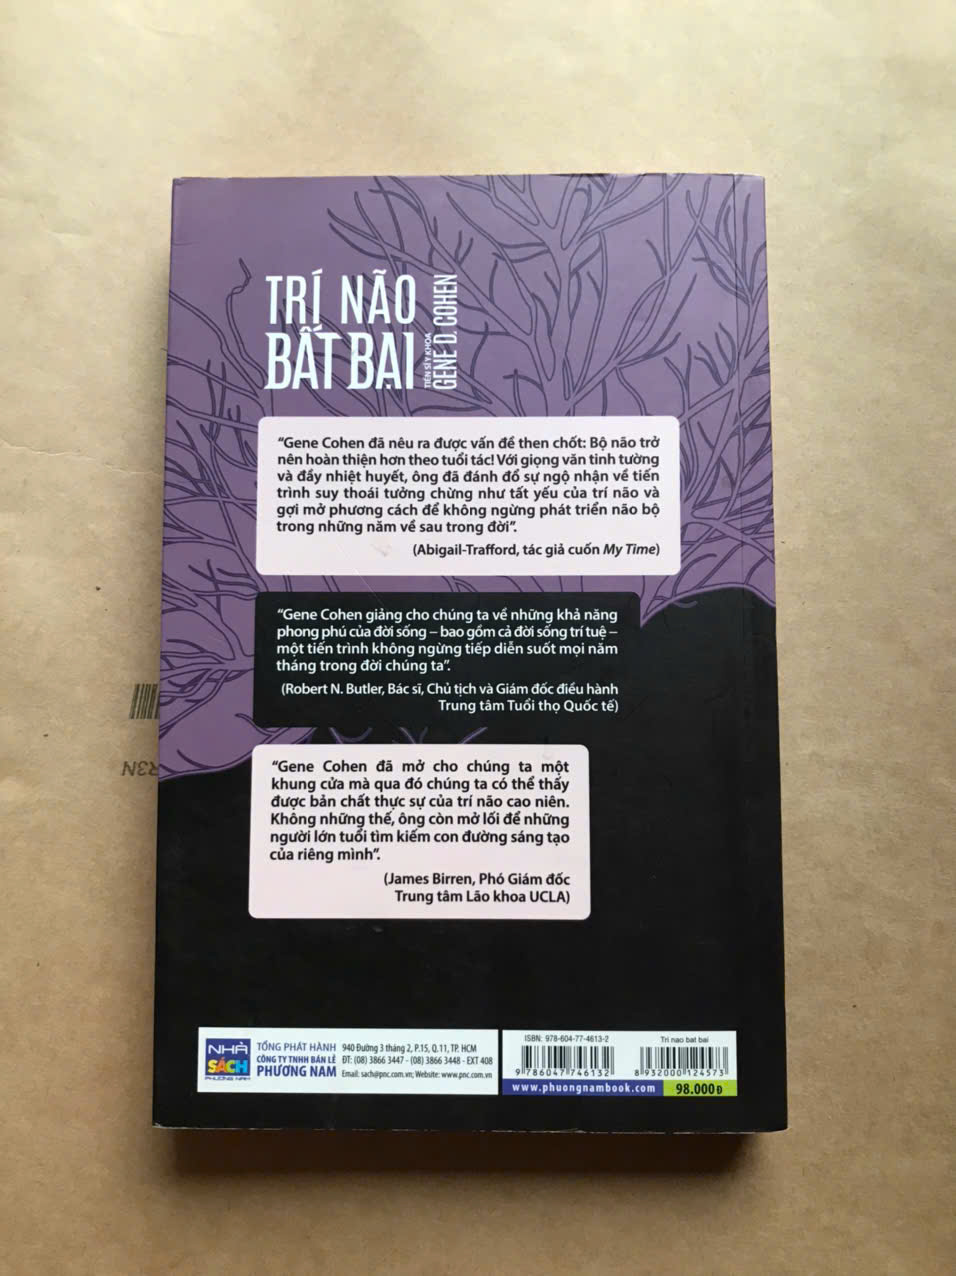 TRÍ NÃO
BẤT BẠI
TIẾN SĨ Y KHOA
GENE D. COHEN
“Gene Cohen đã nêu ra được vấn đề then chốt: Bộ não trở
nên hoàn thiện hơn theo tuổi tác! Với giọng văn tinh tường
và đầy nhiệt huyết, ông đã đánh đổ sự ngộ nhận về tiến
trình suy thoái tưởng chừng như tất yếu của trí não và
gợi mở phương cách để không ngừng phát triển não bộ
trong những năm về sau trong đời”.
(Abigail-Trafford, tác giả cuốn My Time)
“Gene Cohen giảng cho chúng ta về những khả năng
phong phú của đời sống – bao gồm cả đời sống trí tuệ –
một tiến trình không ngừng tiếp diễn suốt mọi năm
tháng trong đời chúng ta”.
(Robert N. Butler, Bác sĩ, Chủ tịch và Giám đốc điều hành
Trung tâm Tuổi thọ Quốc tế)
“Gene Cohen đã mở cho chúng ta một
khung cửa mà qua đó chúng ta có thể thấy
được bản chất thực sự của trí não cao niên.
Không những thế, ông còn mở lối để những
người lớn tuổi tìm kiếm con đường sáng tạo
của riêng mình”.
(James Birren, Phó Giám đốc
Trung tâm Lão khoa UCLA)
NHÀ
SÁCH
PHƯƠNG NAM
TỔNG PHÁT HÀNH
CÔNG TY TNHH BÁN LẺ
PHƯƠNG NAM
940 Đường 3 tháng 2, P.15, Q.11, TP. HCM
ĐT: (08) 3866 3447 - (08) 3866 3448 - EXT 408
Email: sach@pnc.com.vn; Website: www.pnc.com.vn
ISBN: 978-604-77-4613-2
9 786047 746132
Tri nao bat bai
8 932000 124573
www.phuongnambook.com
98.000Đ